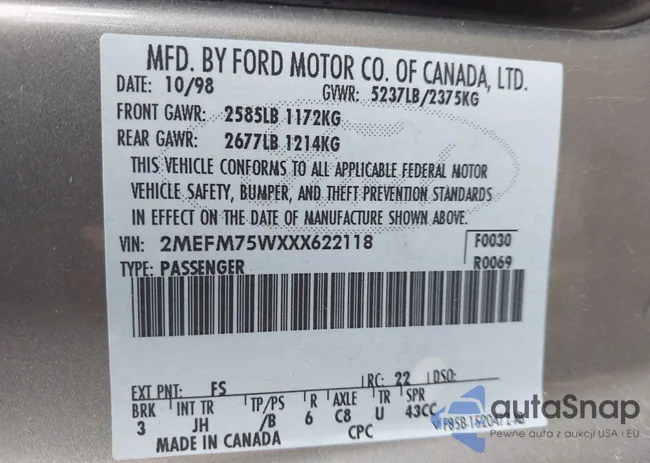 MFD. BY FORD MOTOR CO. OF CANADA, LTD.
DATE: 10/98 GVWR: 5237LB/2375KG
FRONT GAWR: 2585LB 1172KG
REAR GAWR: 2677LB 1214KG
THIS VEHICLE CONFORMS TO ALL APPLICABLE FEDERAL MOTOR
VEHICLE SAFETY, BUMPER, AND THEFT PREVENTION STANDARDS
IN EFFECT ON THE DATE OF MANUFACTURE SHOWN ABOVE.
VIN: 2MEFM75WXXX622118 F0030
TYPE: PASSENGER R0069
EXT PNT: FS RC: 22 DSO:
BRK INT TR TP/PS R AXLE TR SPR
3 JH /B 6 C8 U 43CC
MADE IN CANADA CPC
autoSnap
Pewne auta z aukcji USA i EU